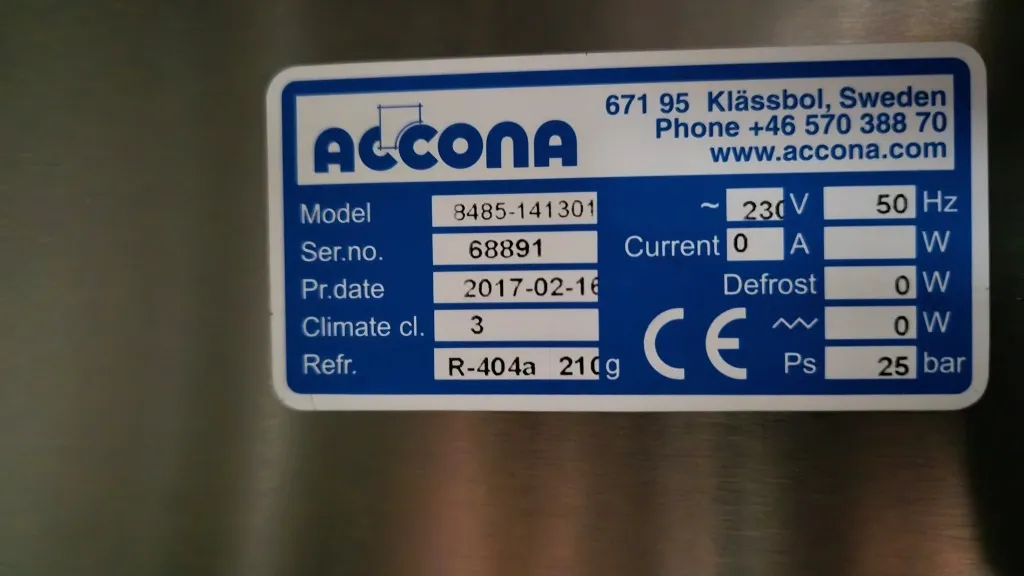 ACCONA
671 95 Klässbol, Sweden
Phone +46 570 388 70
www.accona.com
Model 8485-141301 ~ 230 V 50 Hz
Ser.no. 68891 Current 0 A W
Pr.date 2017-02-16 Defrost 0 W
Climate cl. 3 CE 0 W
Refr. R-404a 210 g Ps 25 bar